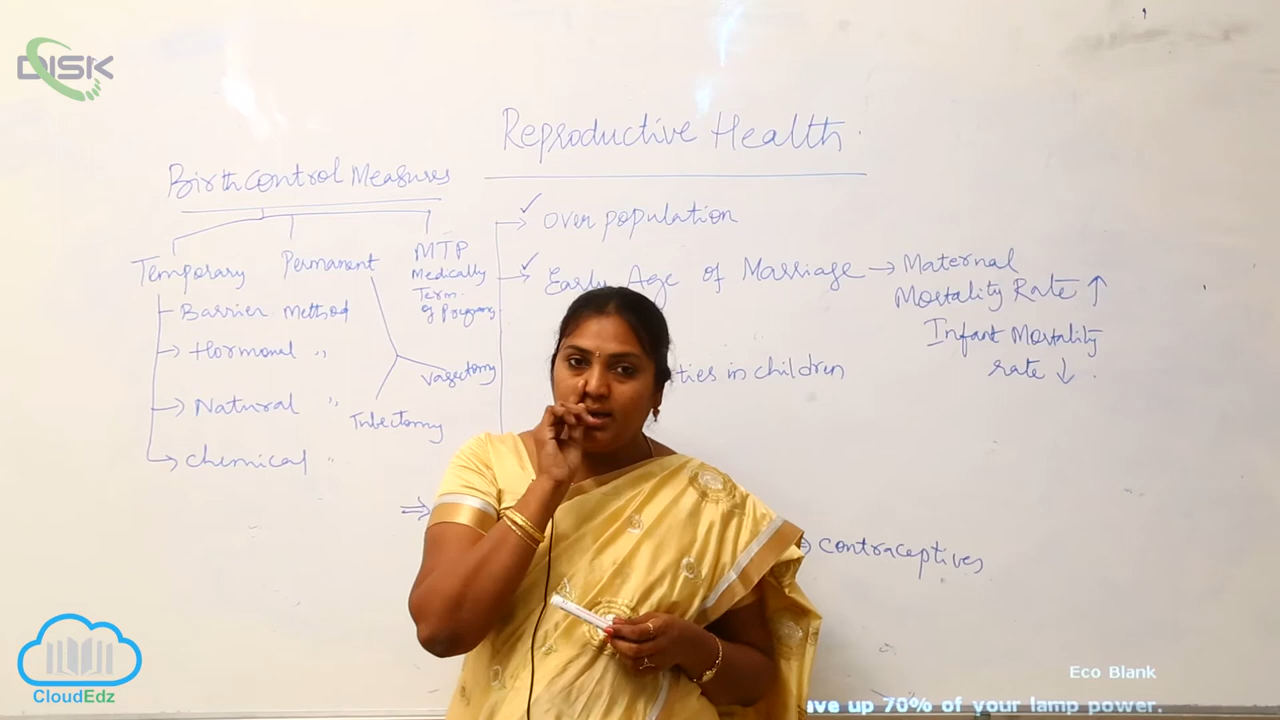 DISK
Reproductive Health
Birth control Measures
over population
Temporary
Permanent
MTP
Medically
Term.
of Pregnancy
Early Age of Marriage → Maternal
Mortality Rate ↑
Infant Mortality
rate ↓
Barrier Method
Hormonal "
Natural "
Chemical "
Vasectomy
Tubectomy
ties in children
⇒
contraceptives
CloudEdz
Eco Blank
ave up 70% of your lamp power.